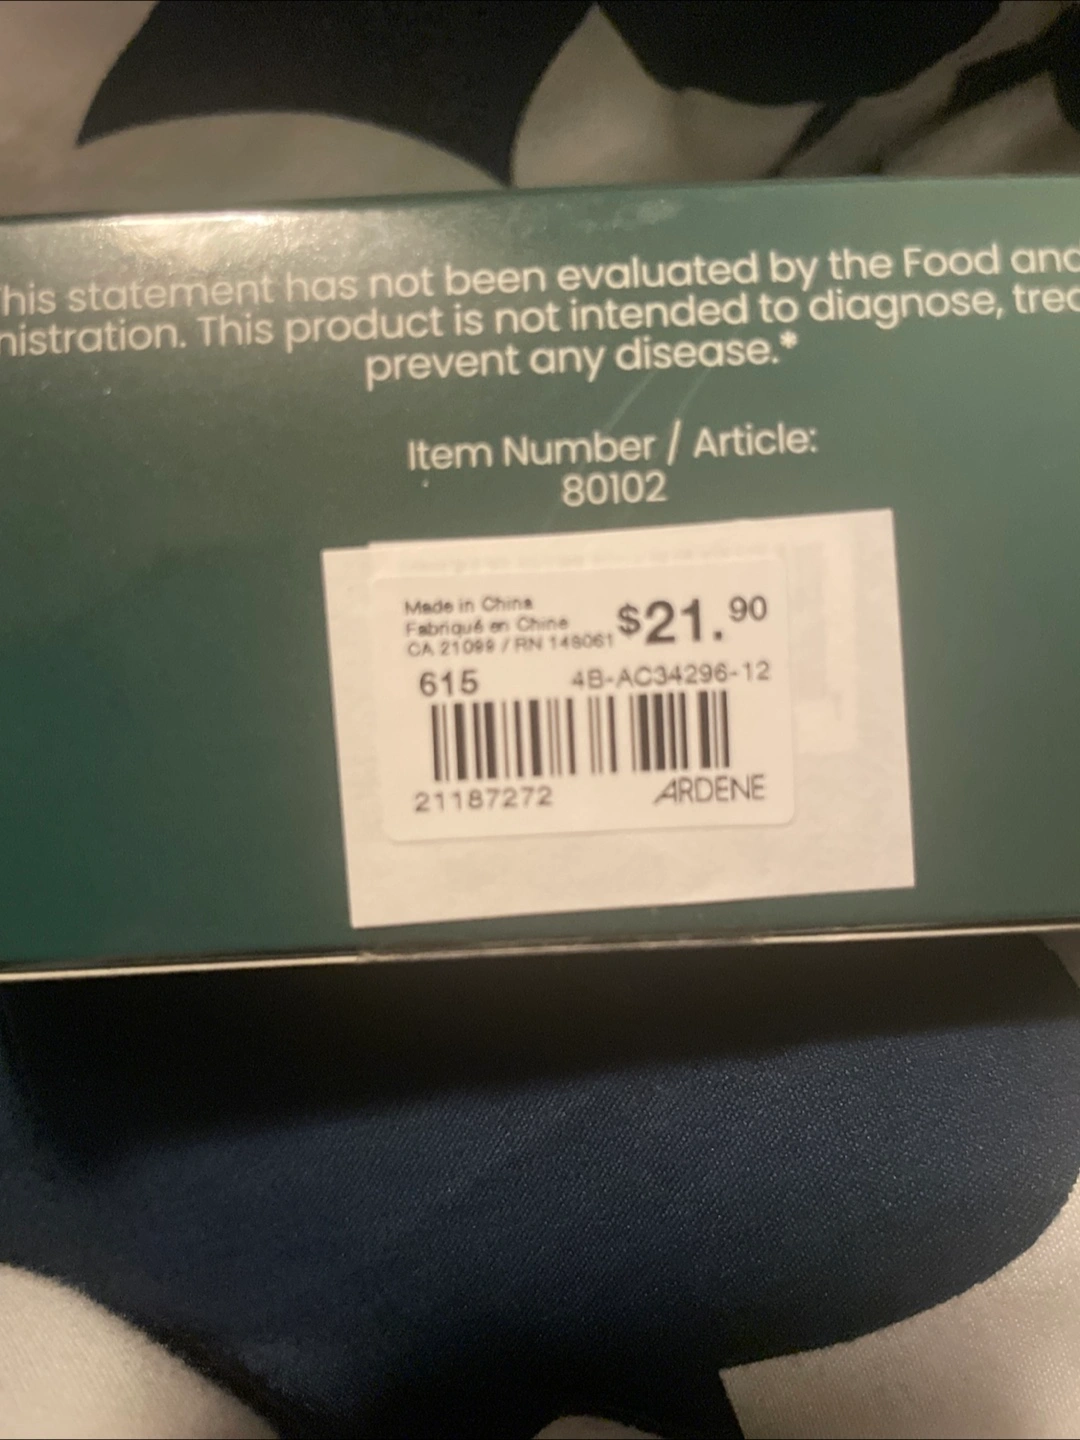 his statement has not been evaluated by the Food and
nistration. This product is not intended to diagnose, trea
prevent any disease.*
Item Number / Article:
80102
Made in China
Fabriqué en Chine
$21.90
CA 21099 / RN 148061
615 4B-AC34296-12
21187272 ARDENE